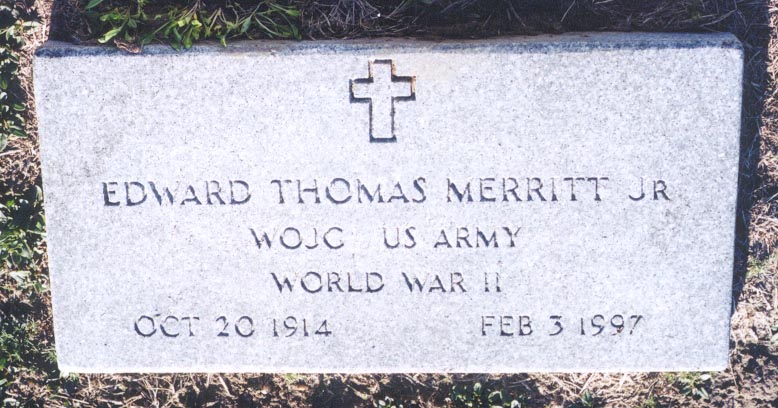 EDWARD THOMAS MERRITT JR
WOJG US ARMY
WORLD WAR II
OCT 20 1914 FEB 3 1997